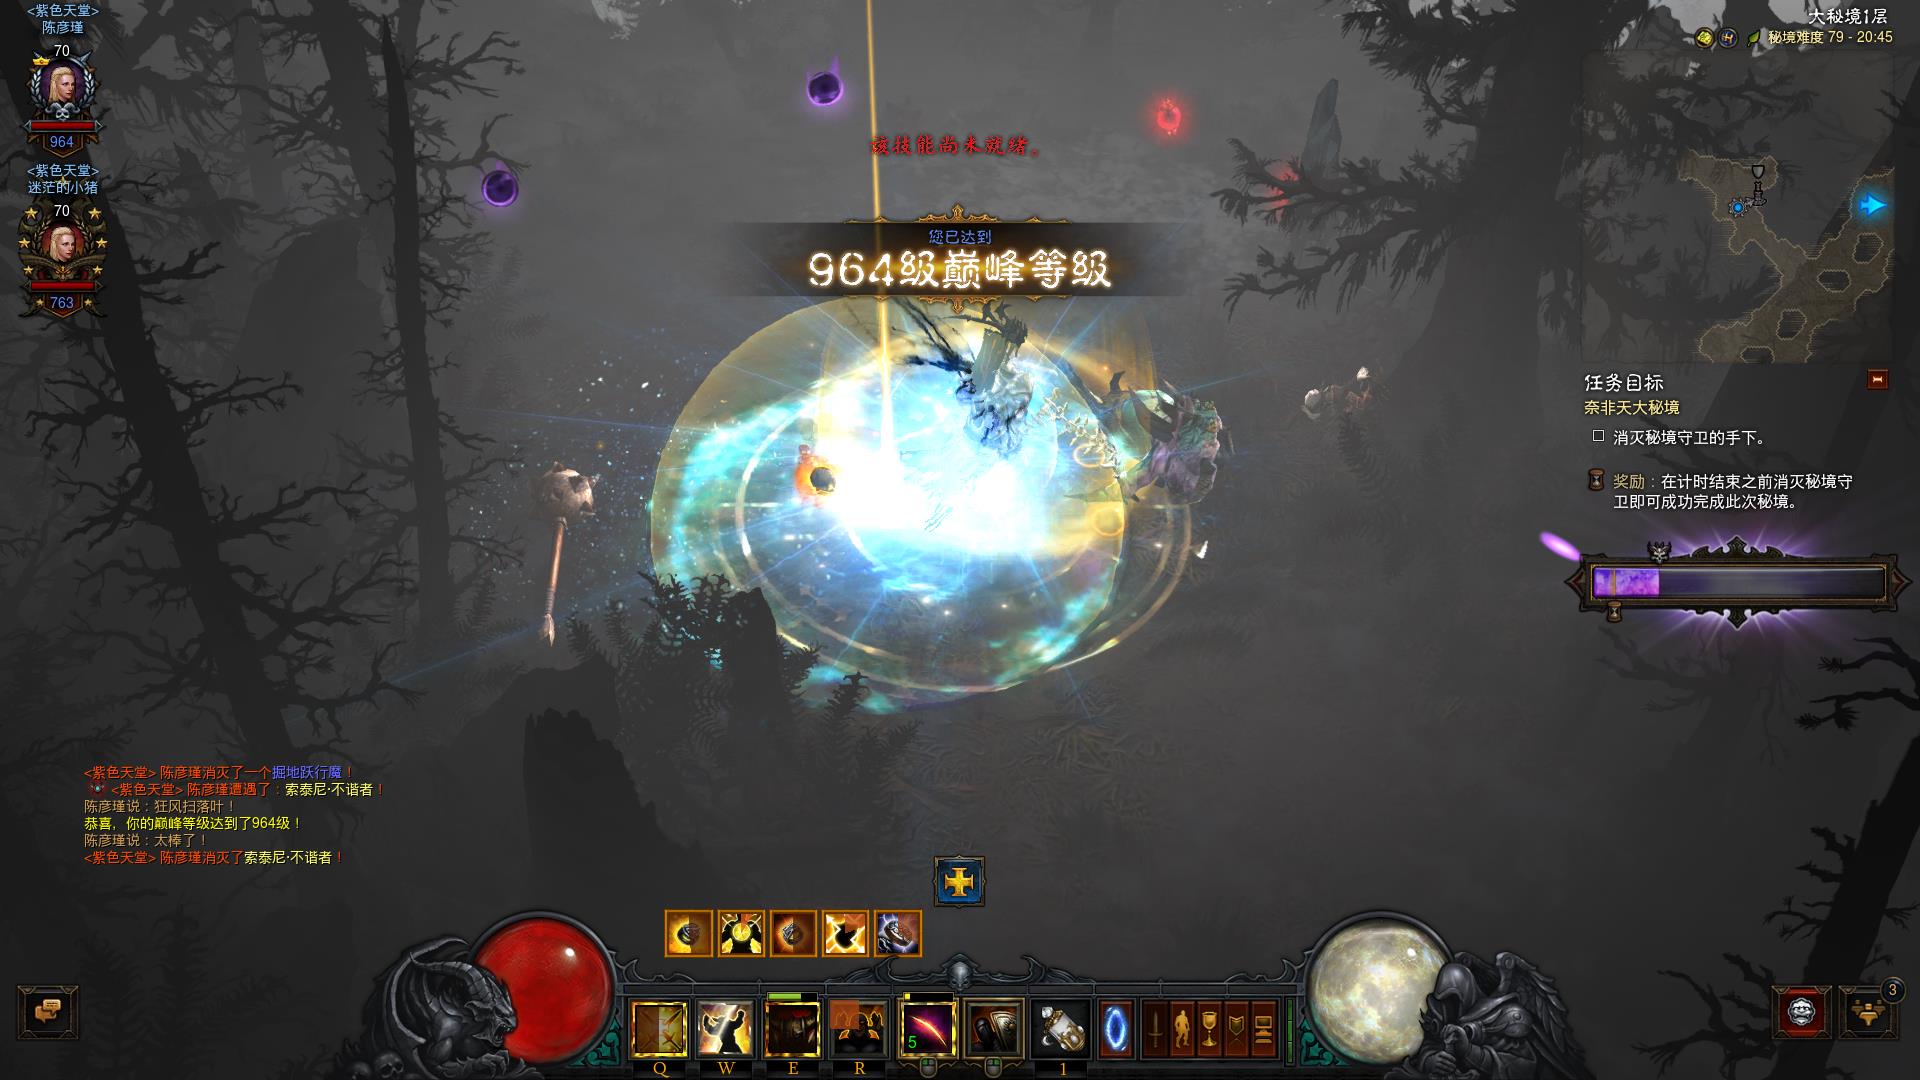 <紫色天堂>
陈彦瑾
70
964
<紫色天堂>
迷茫的小猪
70
763
大秘境1层
秘境难度 79 - 20:45
该技能尚未就绪。
您已达到
964级巅峰等级
任务目标
奈非天大秘境
消灭秘境守卫的手下。
奖励：在计时结束之前消灭秘境守
卫即可成功完成此次秘境。
<紫色天堂> 陈彦瑾消灭了一个掘地跃行魔！
<紫色天堂> 陈彦瑾遭遇了：索泰尼·不谐者！
陈彦瑾说：狂风扫落叶！
恭喜，你的巅峰等级达到了964级！
陈彦瑾说：太棒了！
<紫色天堂> 陈彦瑾消灭了索泰尼·不谐者！
5
Q W E R 1
3